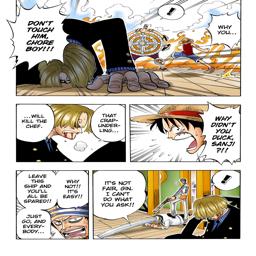 DON'T
TOUCH
HIM,
CHORE
BOY!!!
!
WHY
YOU...
...WILL
KILL THE
CHEF.
THAT
CRAP-
UNDER-
LING...
WHY
DIDN'T
YOU
DUCK,
SANJI
?!!
LEAVE
THIS
SHIP AND
YOU'LL
ALL BE
SPARED!!
WHY
NOT!!
IT'S
EASY!!
JUST
GO, AND
EVERY-
BODY...
IT'S NOT
FAIR, GIN.
I CAN'T
DO WHAT
YOU ASK!!
!